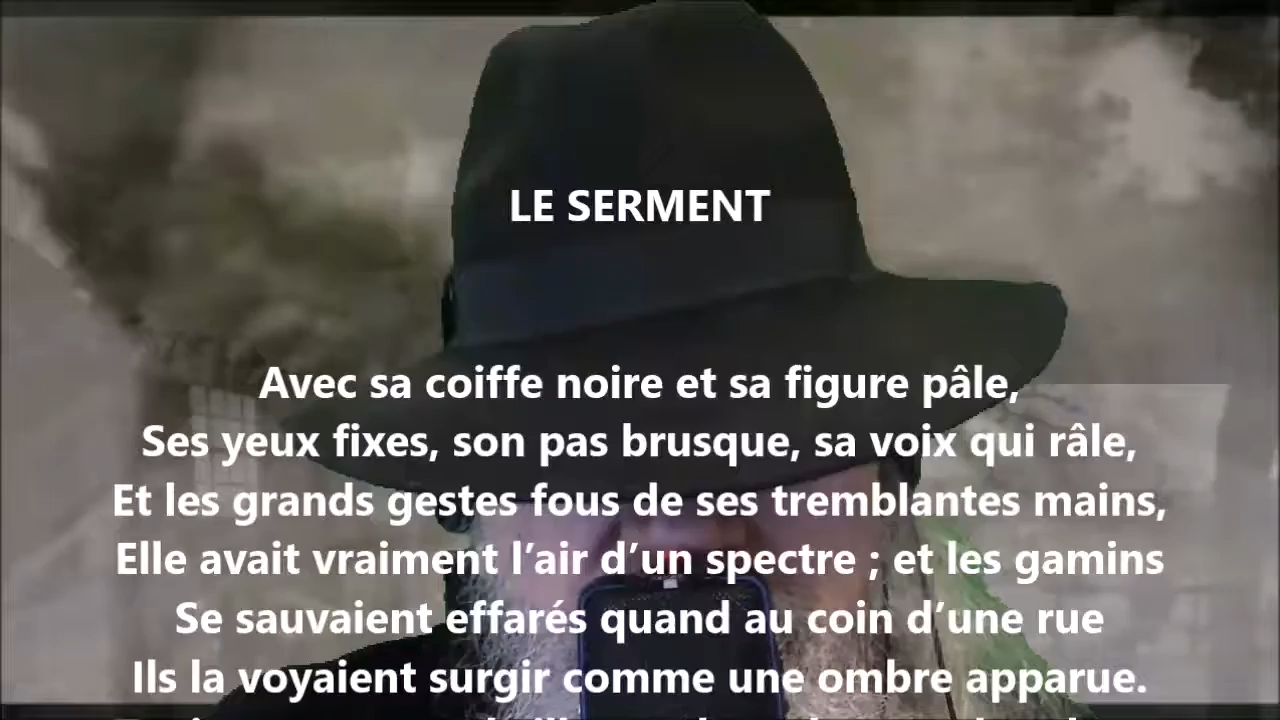 LE SERMENT
Avec sa coiffe noire et sa figure pâle,
Ses yeux fixes, son pas brusque, sa voix qui râle,
Et les grands gestes fous de ses tremblantes mains,
Elle avait vraiment l’air d’un spectre ; et les gamins
Se sauvaient effarés quand au coin d’une rue
Ils la voyaient surgir comme une ombre apparue.